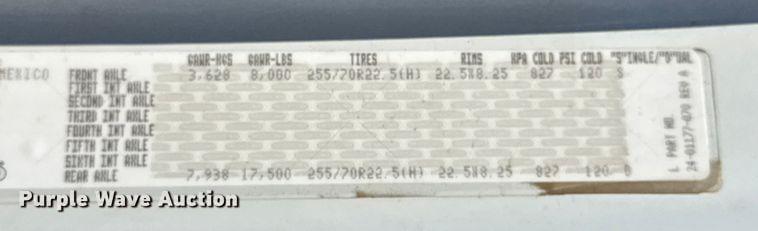 GAWR-KGS GAWR-LBS TIRES RIMS KPA COLD PSI COLD "S"INGLE/"D"UAL
MEXICO FRONT AXLE 3,628 8,000 255/70R22.5(H) 22.5X8.25 827 120 S
FIRST INT AXLE
SECOND INT AXLE
THIRD INT AXLE
FOURTH INT AXLE
FIFTH INT AXLE
SIXTH INT AXLE
REAR AXLE 7,938 17,500 255/70R22.5(H) 22.5X8.25 827 120 D
L PART NO.
24-01177-070 REV A
Purple Wave Auction